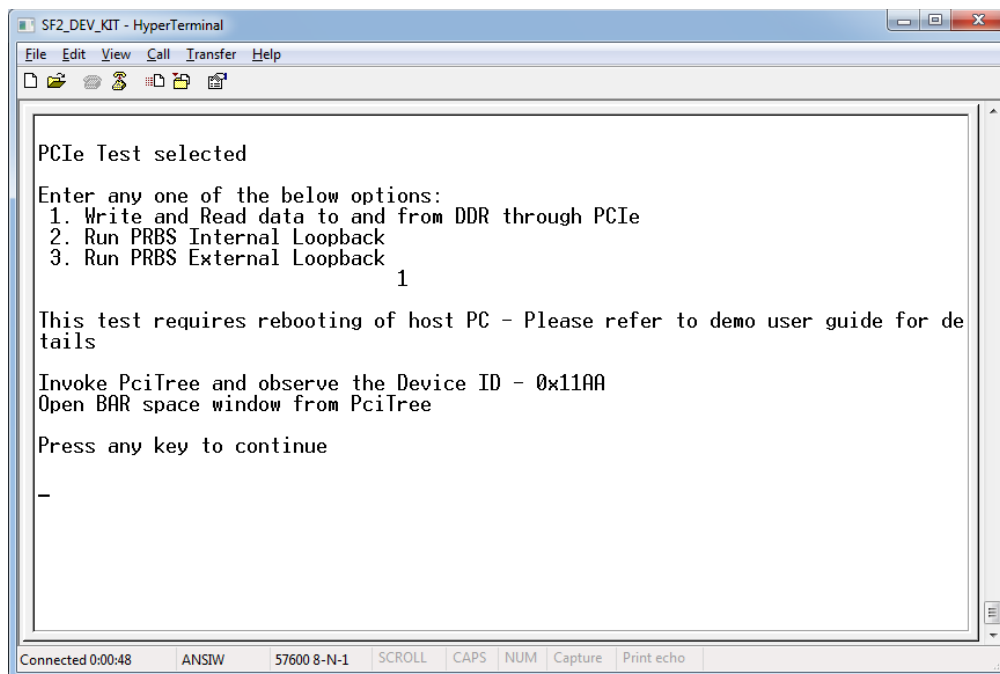 SF2_DEV_KIT - HyperTerminal
File Edit View Call Transfer Help
PCIe Test selected
Enter any one of the below options:
1. Write and Read data to and from DDR through PCIe
2. Run PRBS Internal Loopback
3. Run PRBS External Loopback
1
This test requires rebooting of host PC - Please refer to demo user guide for de
tails
Invoke PciTree and observe the Device ID - 0x11AA
Open BAR space window from PciTree
Press any key to continue
_
Connected 0:00:48 ANSIW 57600 8-N-1 SCROLL CAPS NUM Capture Print echo